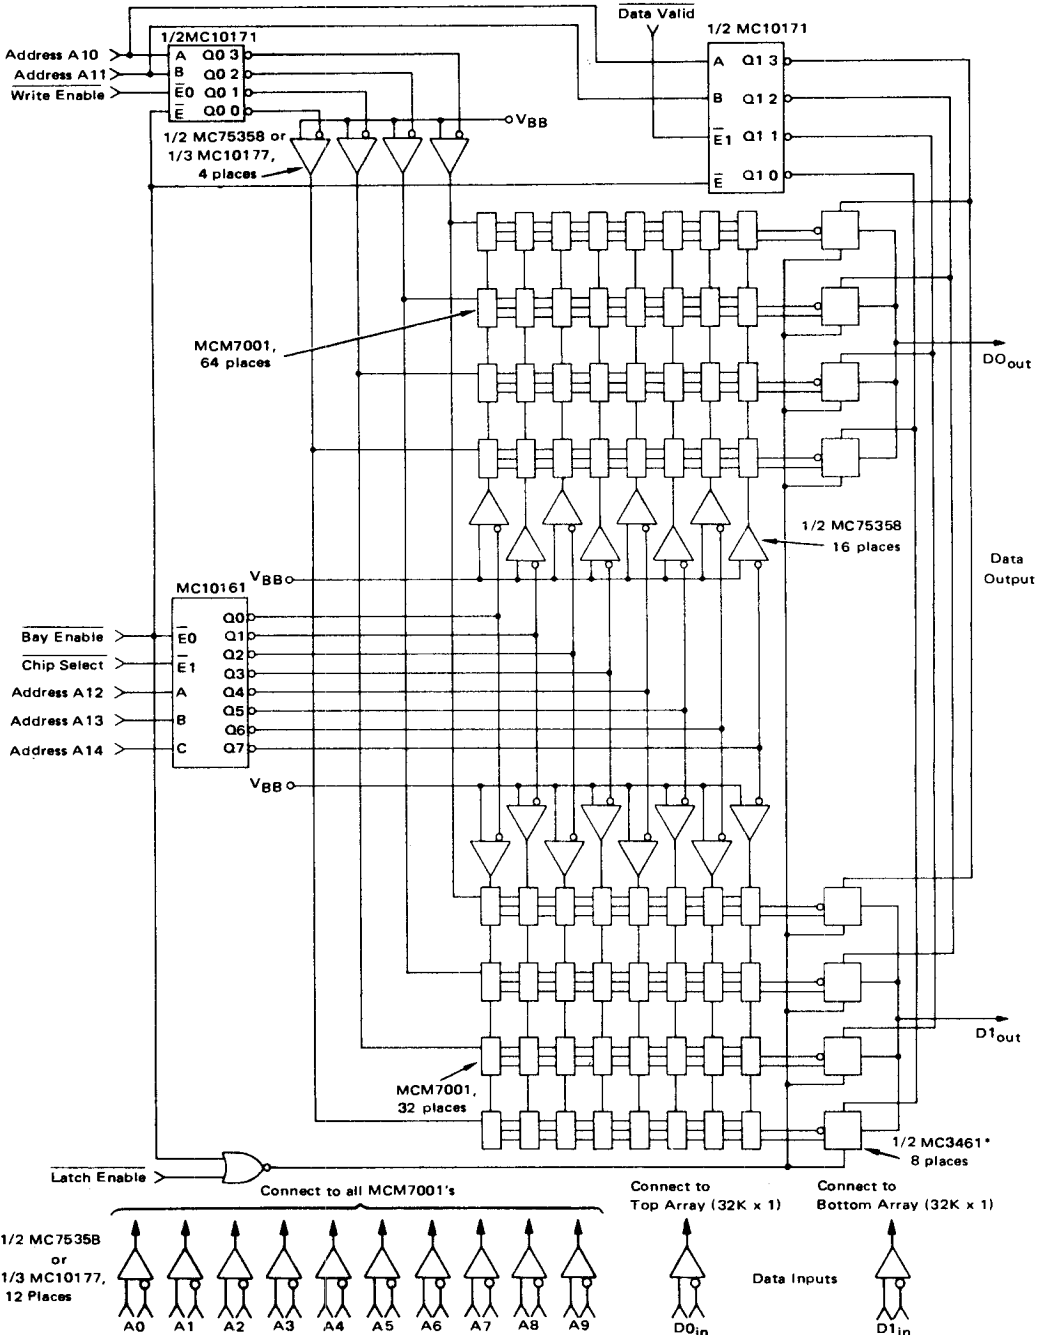 Data Valid
1/2 MC10171
1/2MC10171
Address A10
Address A11
Write Enable
A
B
E0
E
Q0 3
Q0 2
Q0 1
Q0 0
A
B
E1
E
Q1 3
Q1 2
Q1 1
Q1 0
VBB
1/2 MC75358 or
1/3 MC10177,
4 places
MCM7001,
64 places
D0out
1/2 MC75358
16 places
Data
Output
VBB
MC10161
Bay Enable
Chip Select
Address A12
Address A13
Address A14
E0
E1
A
B
C
Q0
Q1
Q2
Q3
Q4
Q5
Q6
Q7
VBB
D1out
MCM7001,
32 places
1/2 MC3461*
8 places
Latch Enable
Connect to all MCM7001's
Connect to
Top Array (32K x 1)
Connect to
Bottom Array (32K x 1)
1/2 MC7535B
or
1/3 MC10177,
12 Places
Data Inputs
A0
A1
A2
A3
A4
A5
A6
A7
A8
A9
D0in
D1in